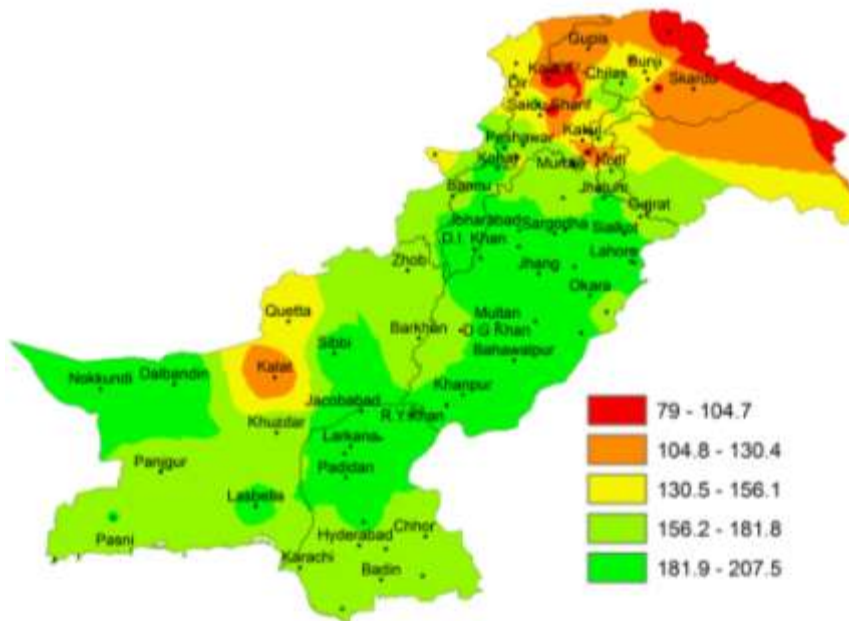 Gupis
Bunji
Chilas
Skardu
Dir
Saidu Sharif
Kakul
Peshawar
Kohat
Murree
Kotli
Bannu
Jhelum
Gujrat
Joharabad
Sargodha
Sialkot
D.I. Khan
Lahore
Zhob
Jhang
Okara
Quetta
Multan
Barkhan
D G Khan
Sibbi
Bahawalpur
Nokkundi
Dalbandin
Kalat
Khanpur
Jacobabad
R.Y.Khan
Khuzdar
Larkana
Panjgur
Padidan
Lasbella
Pasni
Hyderabad
Chhor
Karachi
Badin
79 - 104.7
104.8 - 130.4
130.5 - 156.1
156.2 - 181.8
181.9 - 207.5